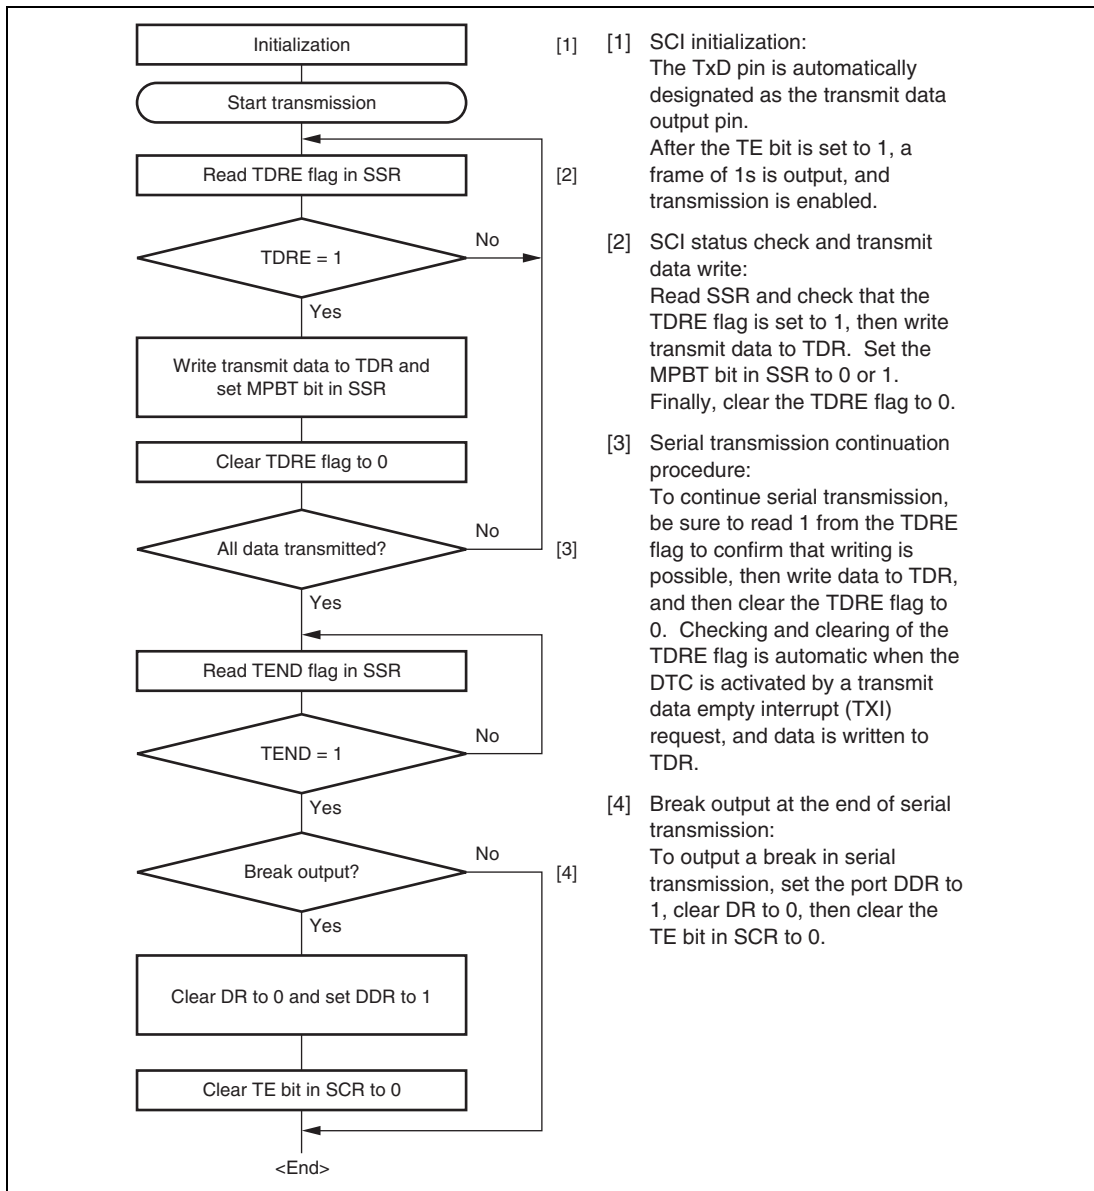 Initialization
[1]
Start transmission
Read TDRE flag in SSR
[2]
No
TDRE = 1
Yes
Write transmit data to TDR and
set MPBT bit in SSR
Clear TDRE flag to 0
No
All data transmitted?
[3]
Yes
Read TEND flag in SSR
No
TEND = 1
Yes
No
Break output?
[4]
Yes
Clear DR to 0 and set DDR to 1
Clear TE bit in SCR to 0
<End>
[1] SCI initialization:
The TxD pin is automatically
designated as the transmit data
output pin.
After the TE bit is set to 1, a
frame of 1s is output, and
transmission is enabled.
[2] SCI status check and transmit
data write:
Read SSR and check that the
TDRE flag is set to 1, then write
transmit data to TDR. Set the
MPBT bit in SSR to 0 or 1.
Finally, clear the TDRE flag to 0.
[3] Serial transmission continuation
procedure:
To continue serial transmission,
be sure to read 1 from the TDRE
flag to confirm that writing is
possible, then write data to TDR,
and then clear the TDRE flag to
0. Checking and clearing of the
TDRE flag is automatic when the
DTC is activated by a transmit
data empty interrupt (TXI)
request, and data is written to
TDR.
[4] Break output at the end of serial
transmission:
To output a break in serial
transmission, set the port DDR to
1, clear DR to 0, then clear the
TE bit in SCR to 0.